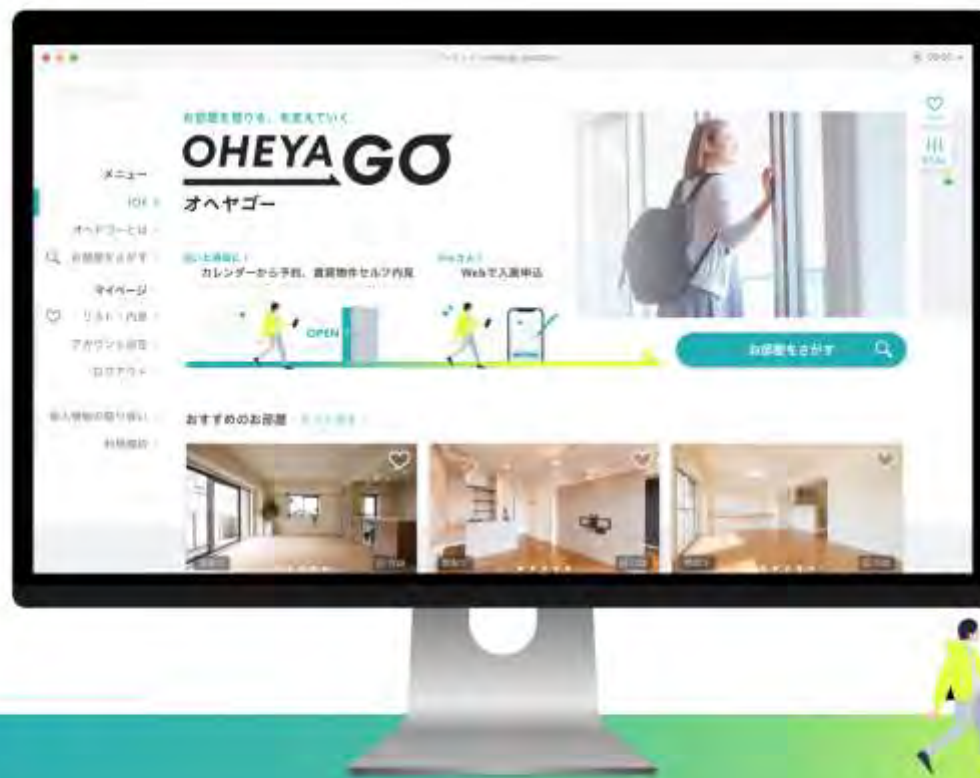 お部屋を借りる、を変えていく
OHEYAGO
オヘヤゴー
メニュー
TOP
オヘヤゴーとは
お部屋をさがす
マイページ
リスト・内見
アカウント設定
ログアウト
個人情報の取り扱い
利用規約
カレンダーから予約、賃貸物件セルフ内見
OPEN
Webで入居申込
お部屋をさがす
おすすめのお部屋